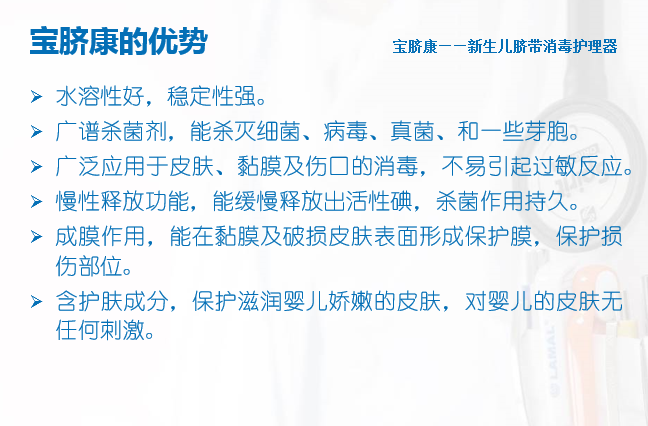 宝脐康的优势
宝脐康——新生儿脐带消毒护理器
➢ 水溶性好，稳定性强。
➢ 广谱杀菌剂，能杀灭细菌、病毒、真菌、和一些芽胞。
➢ 广泛应用于皮肤、黏膜及伤口的消毒，不易引起过敏反应。
➢ 慢性释放功能，能缓慢释放出活性碘，杀菌作用持久。
➢ 成膜作用，能在黏膜及破损皮肤表面形成保护膜，保护损
伤部位。
➢ 含护肤成分，保护滋润婴儿娇嫩的皮肤，对婴儿的皮肤无
任何刺激。